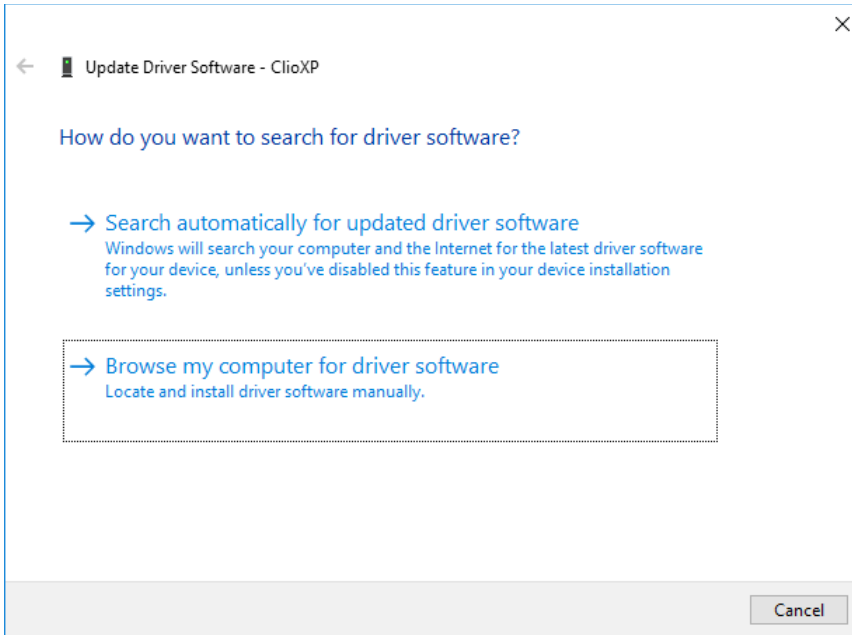 Update Driver Software - ClioXP
How do you want to search for driver software?
Search automatically for updated driver software
Windows will search your computer and the Internet for the latest driver software
for your device, unless you've disabled this feature in your device installation
settings.
Browse my computer for driver software
Locate and install driver software manually.
Cancel